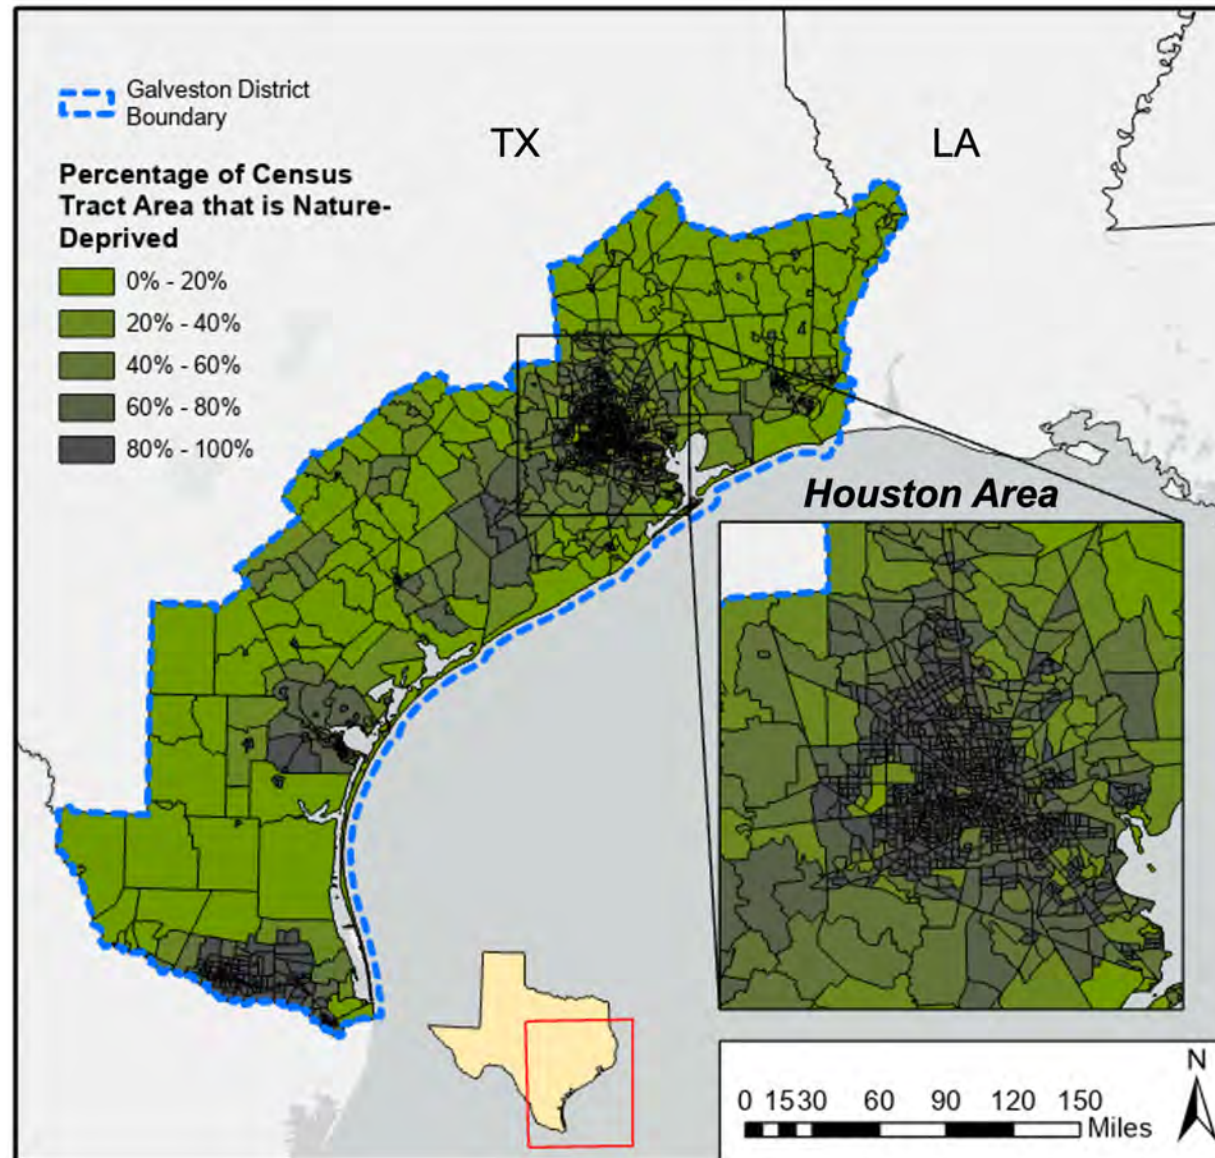 Galveston District
Boundary
TX
LA
Percentage of Census
Tract Area that is Nature-
Deprived
0% - 20%
20% - 40%
40% - 60%
60% - 80%
80% - 100%
Houston Area
N
0 15 30 60 90 120 150
Miles